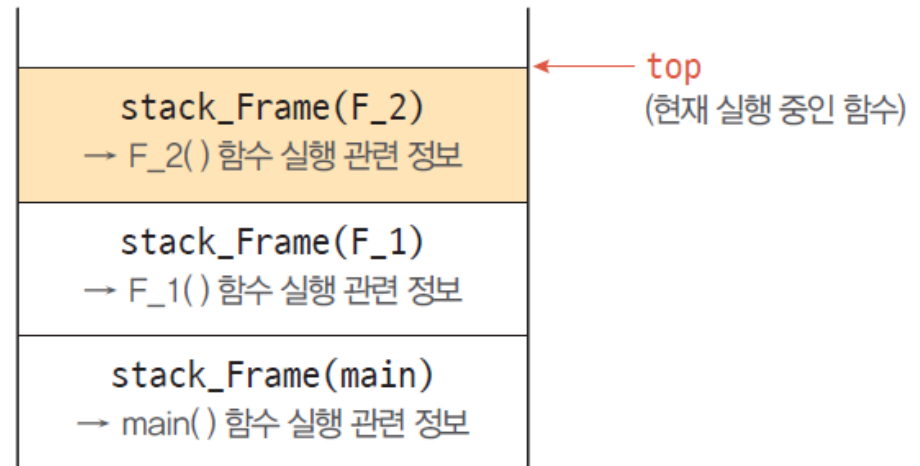 top
(현재 실행 중인 함수)
stack_Frame(F_2)
→ F_2( ) 함수 실행 관련 정보
stack_Frame(F_1)
→ F_1( ) 함수 실행 관련 정보
stack_Frame(main)
→ main( ) 함수 실행 관련 정보